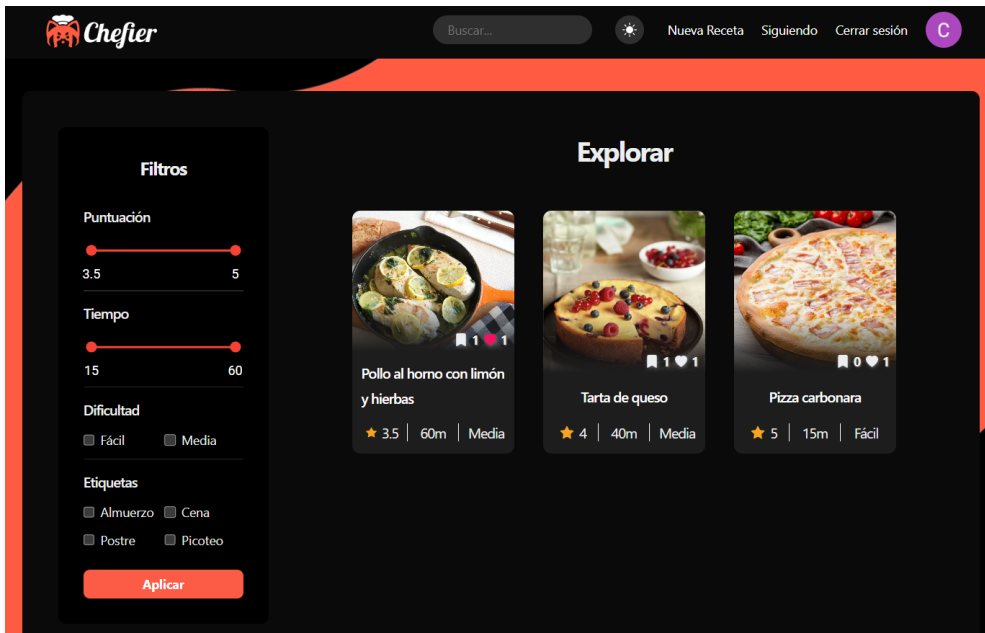 Chefier
Buscar...
Nueva Receta
Siguiendo
Cerrar sesión
C
Filtros
Puntuación
3.5 5
Tiempo
15 60
Dificultad
Fácil Media
Etiquetas
Almuerzo Cena
Postre Picoteo
Aplicar
Explorar
1 1
Pollo al horno con limón
y hierbas
3.5 60m Media
1 1
Tarta de queso
4 40m Media
0 1
Pizza carbonara
5 15m Fácil